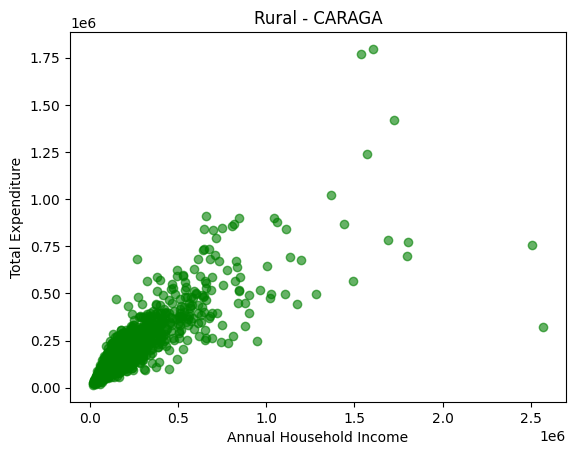 Rural - CARAGA
1e6
1.75
1.50
1.25
1.00
0.75
0.50
0.25
0.00
Total Expenditure
0.0 0.5 1.0 1.5 2.0 2.5
1e6
Annual Household Income